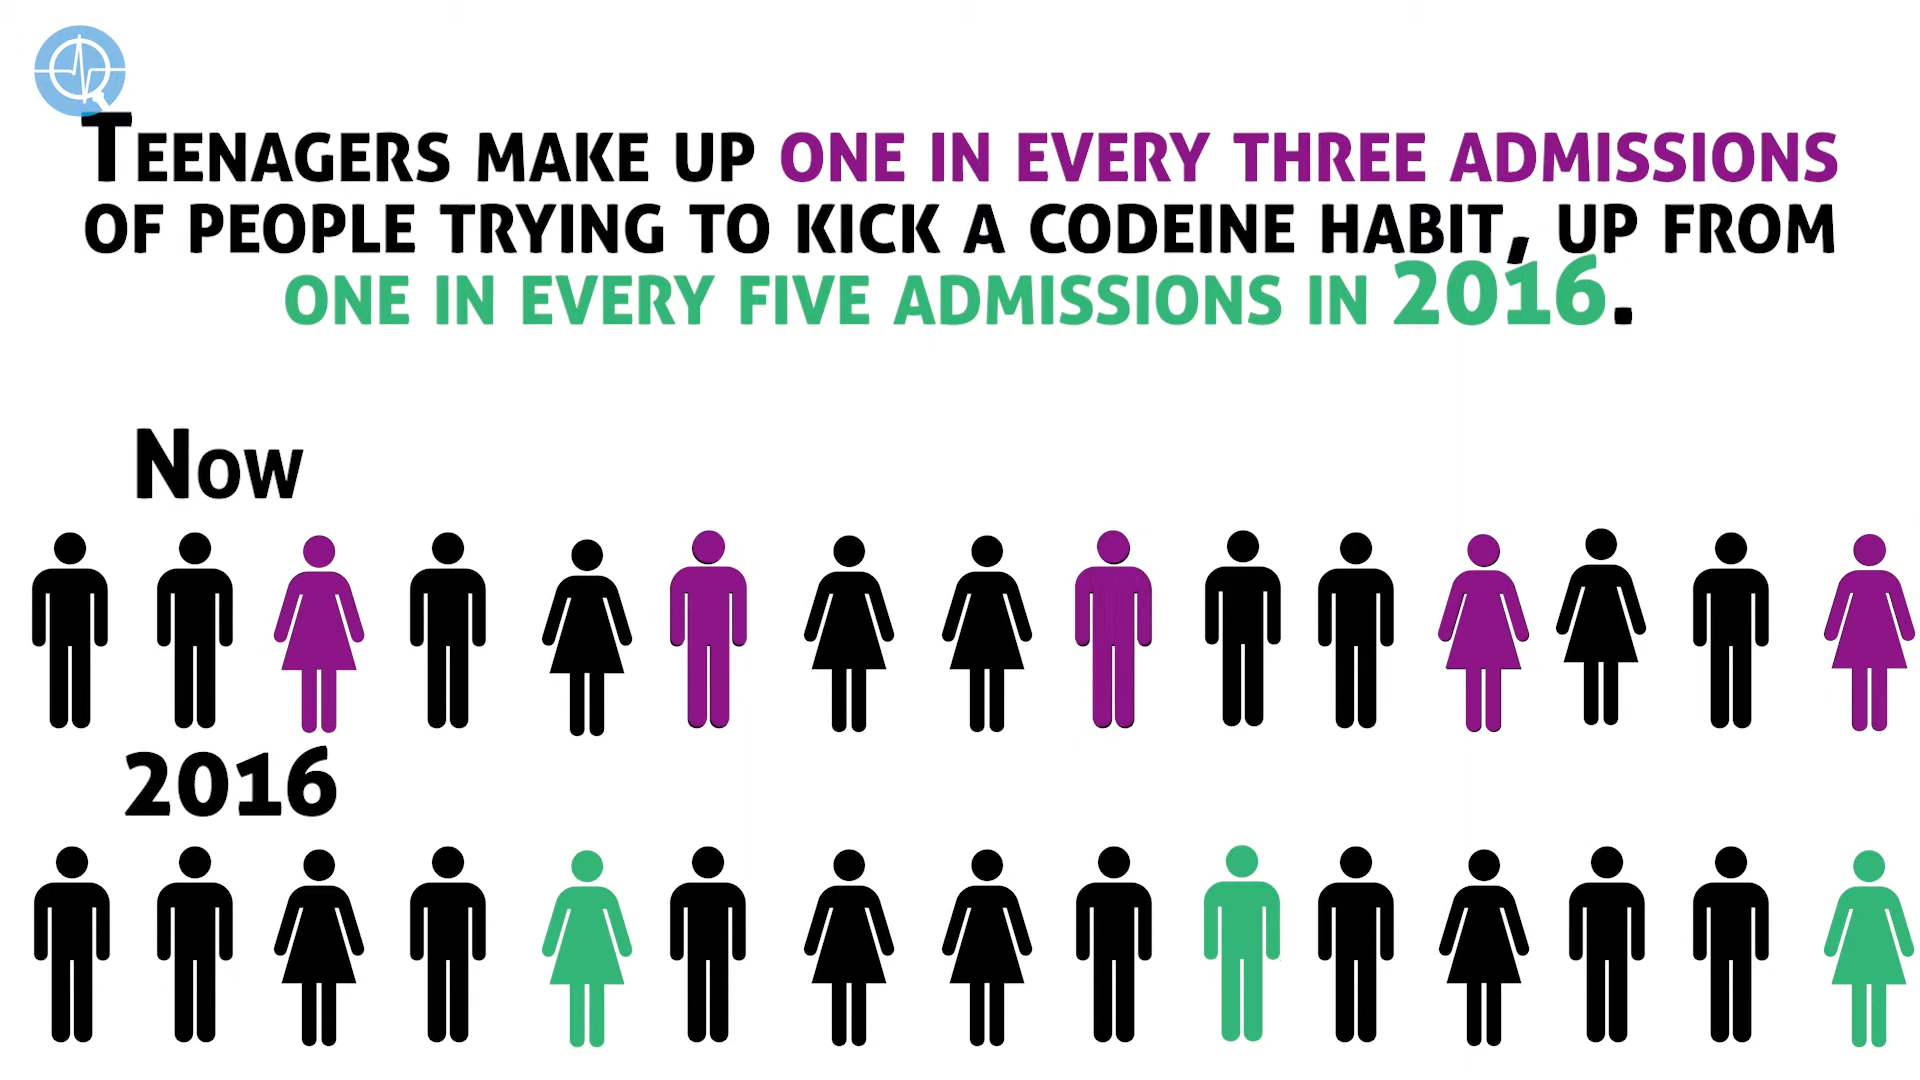 Teenagers make up one in every three admissions
of people trying to kick a codeine habit, up from
one in every five admissions in 2016.
Now
2016